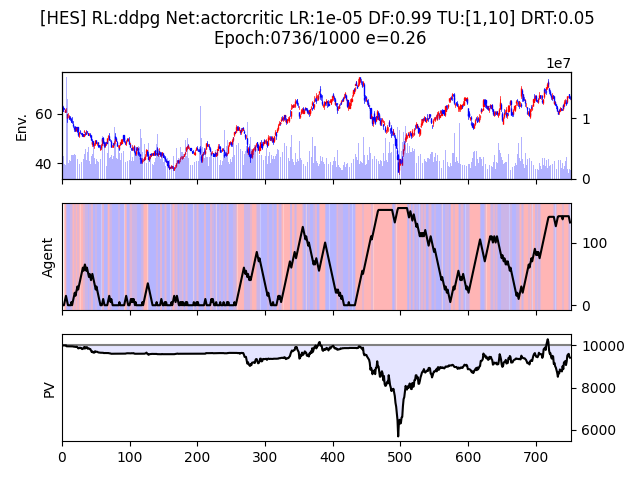 [HES] RL:ddpg Net:actorcritic LR:1e-05 DF:0.99 TU:[1,10] DRT:0.05
Epoch:0736/1000 e=0.26
1e7
Env.
60
40
1
0
Agent
100
0
PV
10000
8000
6000
0 100 200 300 400 500 600 700